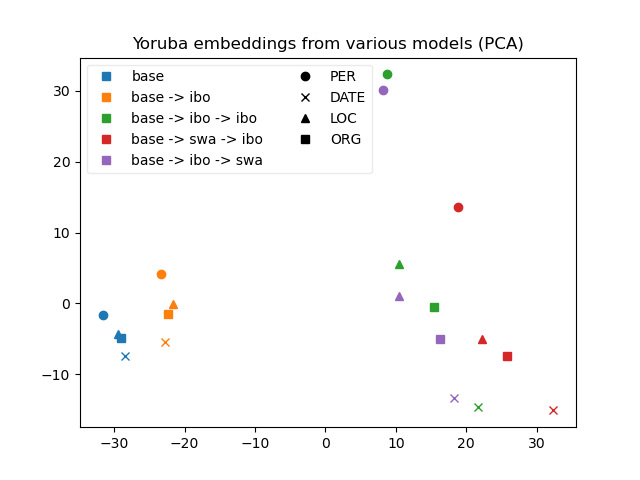 Yoruba embeddings from various models (PCA)
base
base -> ibo
base -> ibo -> ibo
base -> swa -> ibo
base -> ibo -> swa
PER
DATE
LOC
ORG
30
20
10
0
−10
−30
−20
−10
0
10
20
30